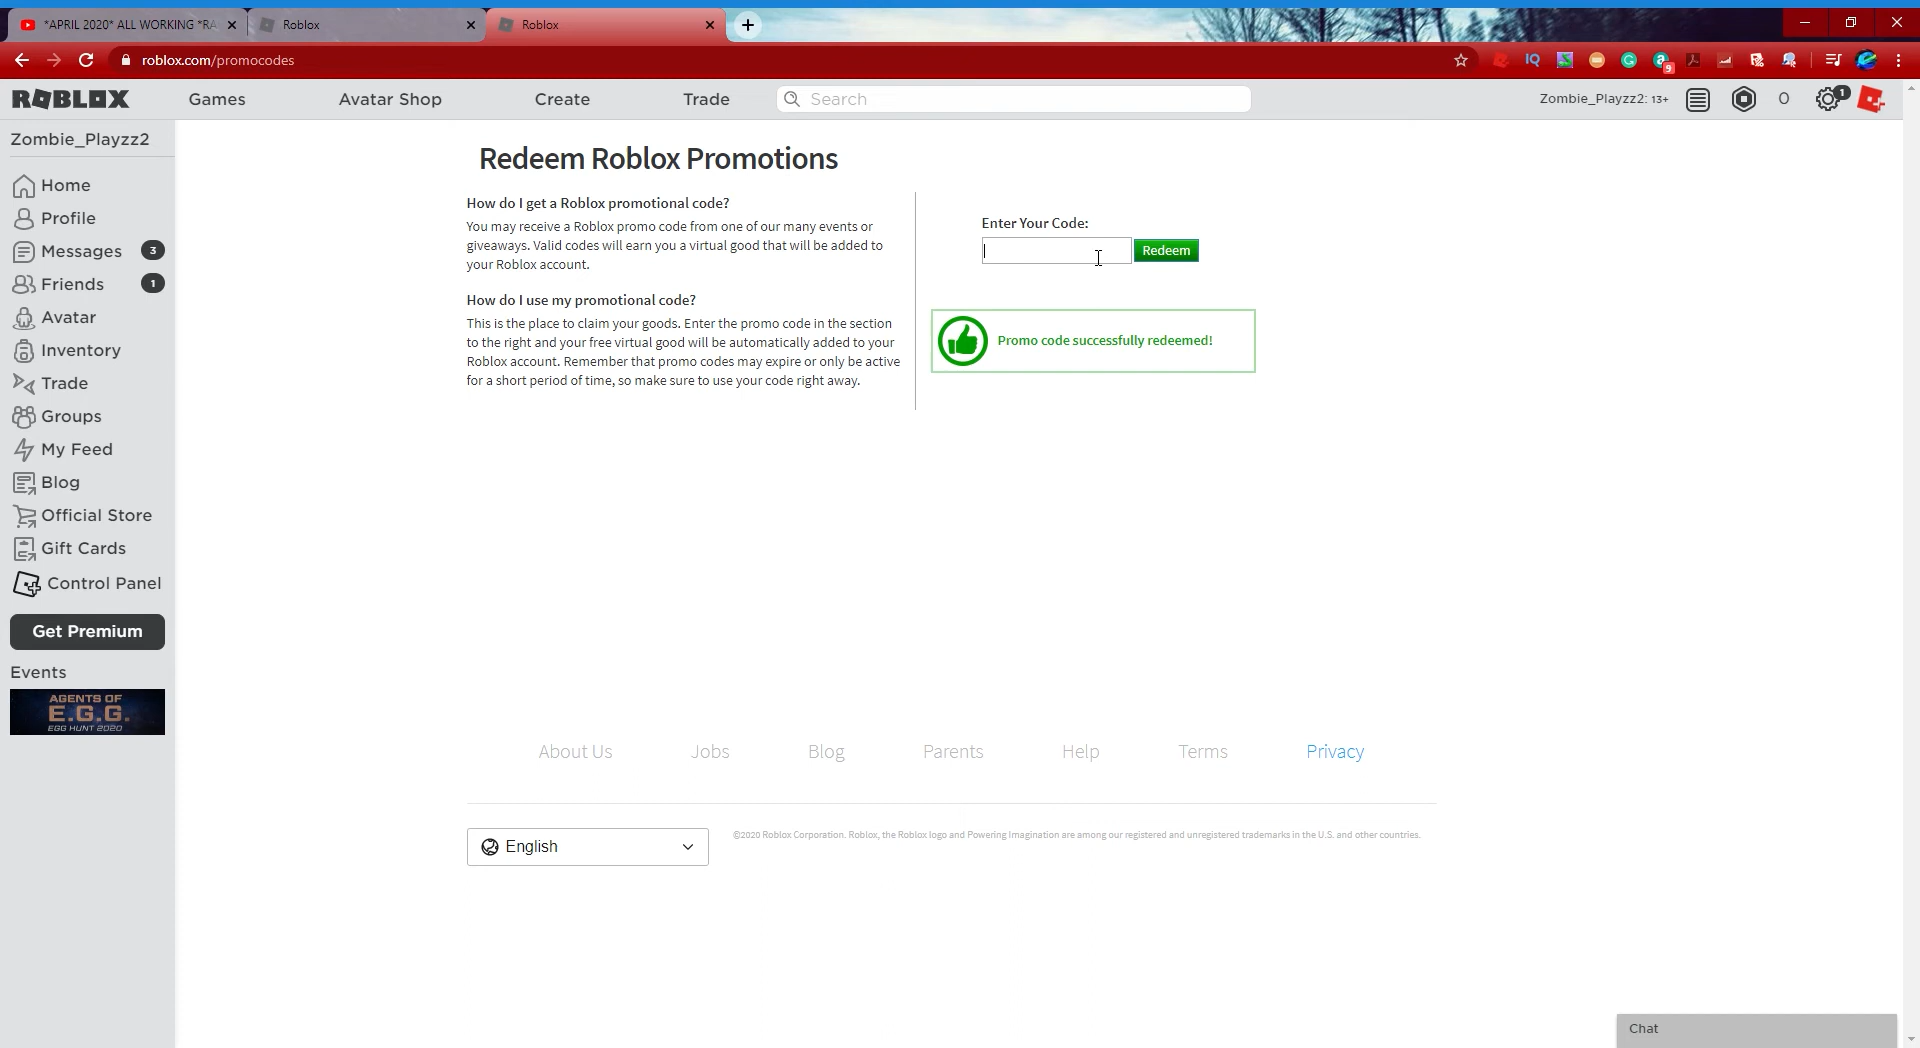 *APRIL 2020* ALL WORKING *RA
Roblox
Roblox
roblox.com/promocodes
IQ
9
ROBLOX
Games
Avatar Shop
Create
Trade
Search
Zombie_Playzz2: 13+
0
1
Zombie_Playzz2
Home
Profile
Messages 3
Friends 1
Avatar
Inventory
Trade
Groups
My Feed
Blog
Official Store
Gift Cards
Control Panel
Get Premium
Events
AGENTS OF
E.G.G.
EGG HUNT 2020
Redeem Roblox Promotions
How do I get a Roblox promotional code?
You may receive a Roblox promo code from one of our many events or
giveaways. Valid codes will earn you a virtual good that will be added to
your Roblox account.
How do I use my promotional code?
This is the place to claim your goods. Enter the promo code in the section
to the right and your free virtual good will be automatically added to your
Roblox account. Remember that promo codes may expire or only be active
for a short period of time, so make sure to use your code right away.
Enter Your Code:
Redeem
Promo code successfully redeemed!
About Us
Jobs
Blog
Parents
Help
Terms
Privacy
English
©2020 Roblox Corporation. Roblox, the Roblox logo and Powering Imagination are among our registered and unregistered trademarks in the U.S. and other countries.
Chat